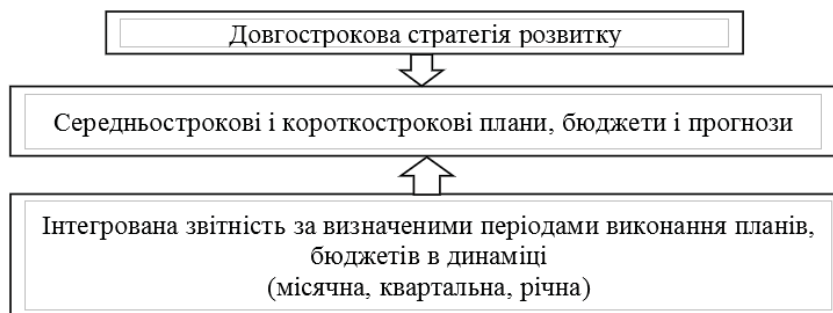 Довгострокова стратегія розвитку
Середньострокові і короткострокові плани, бюджети і прогнози
Інтегрована звітність за визначеними періодами виконання планів,
бюджетів в динаміці
(місячна, квартальна, річна)